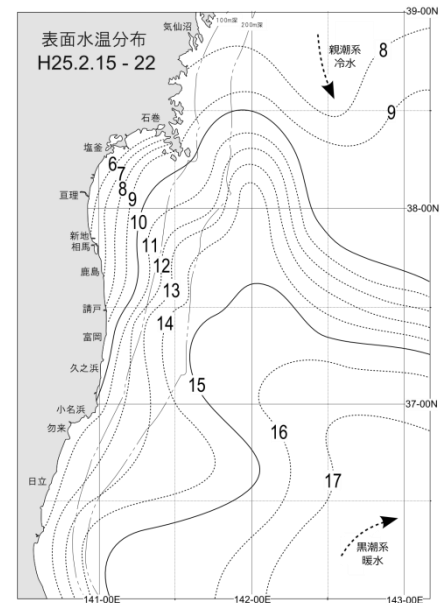 表面水温分布
H25.2.15 - 22
39-00N
気仙沼
100m深
200m深
親潮系
冷水
8
9
石巻
塩釜
6
7
8
9
亘理
38-00N
10
新地
相馬
11
12
鹿島
13
請戸
14
富岡
久之浜
15
37-00N
小名浜
勿来
16
17
日立
黒潮系
暖水
141-00E
142-00E
143-00E